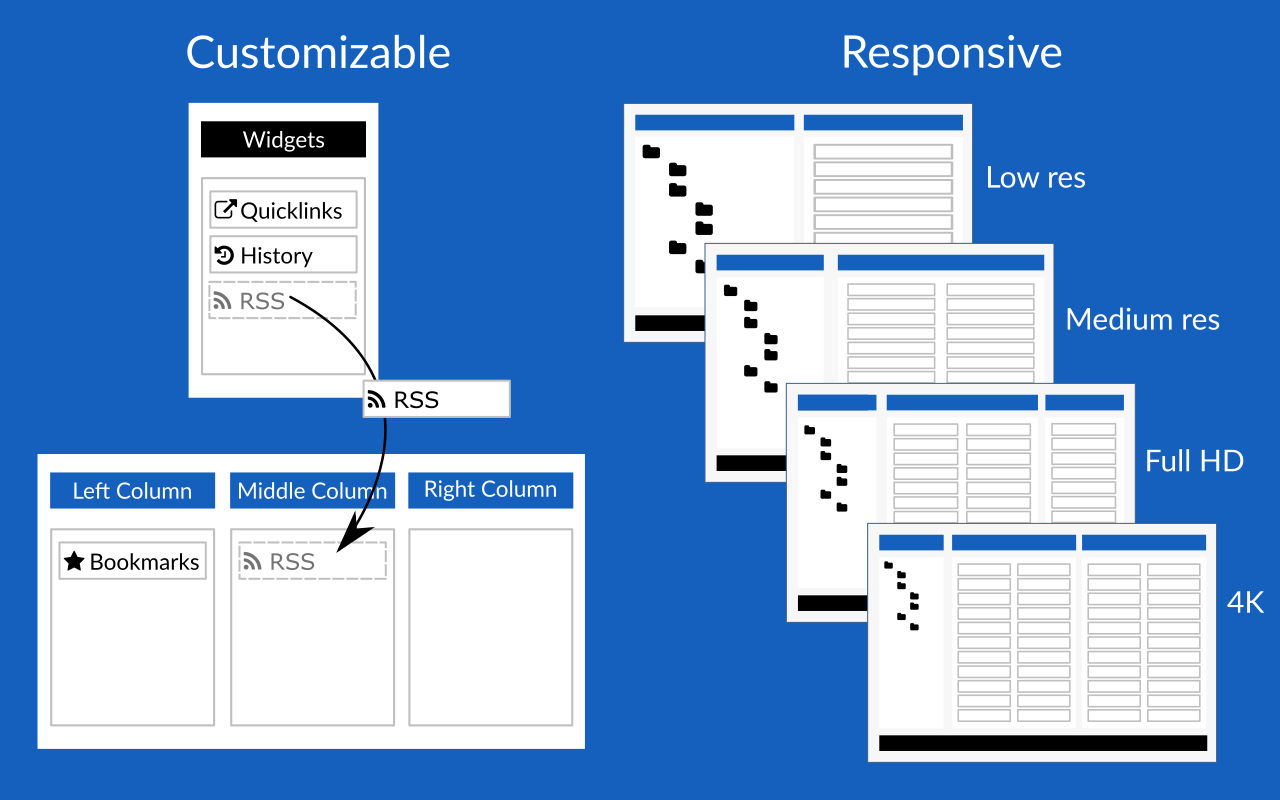 Customizable
Widgets
Quicklinks
History
RSS
RSS
Left Column
Middle Column
Right Column
Bookmarks
RSS
Responsive
Low res
Medium res
Full HD
4K